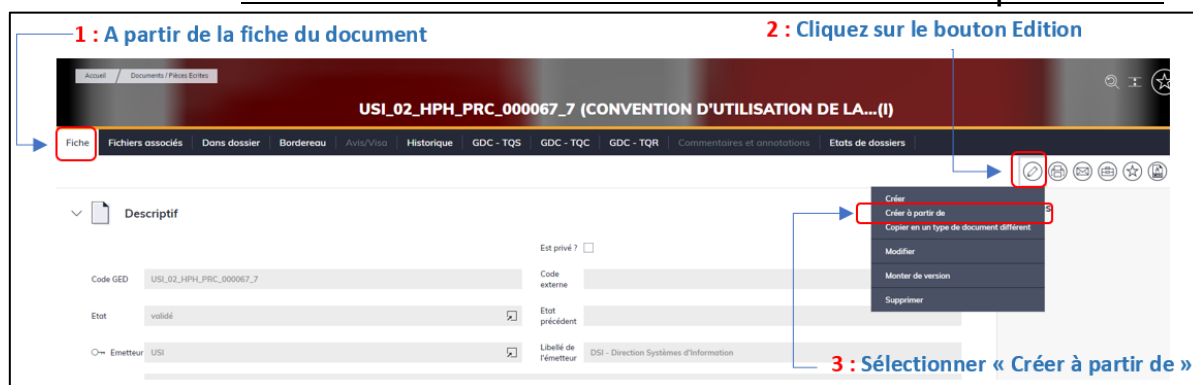 1 : A partir de la fiche du document
2 : Cliquez sur le bouton Edition
Accueil / Documents / Pièces Ecrites
USI_02_HPH_PRC_000067_7 (CONVENTION D'UTILISATION DE LA...(I)
Fiche Fichiers associés Dans dossier Bordereau Avis/Visa Historique GDC - TQS GDC - TQC GDC - TQR Commentaires et annotations Etats de dossiers
Descriptif
Créer
Créer à partir de
Copier en un type de document différent
Modifier
Monter de version
Supprimer
s
Est privé ?
Code GED USI_02_HPH_PRC_000067_7 Code externe
Etat validé Etat précédent
Emetteur USI Libellé de l'émetteur DSI - Direction Systèmes d'Information
3 : Sélectionner « Créer à partir de »